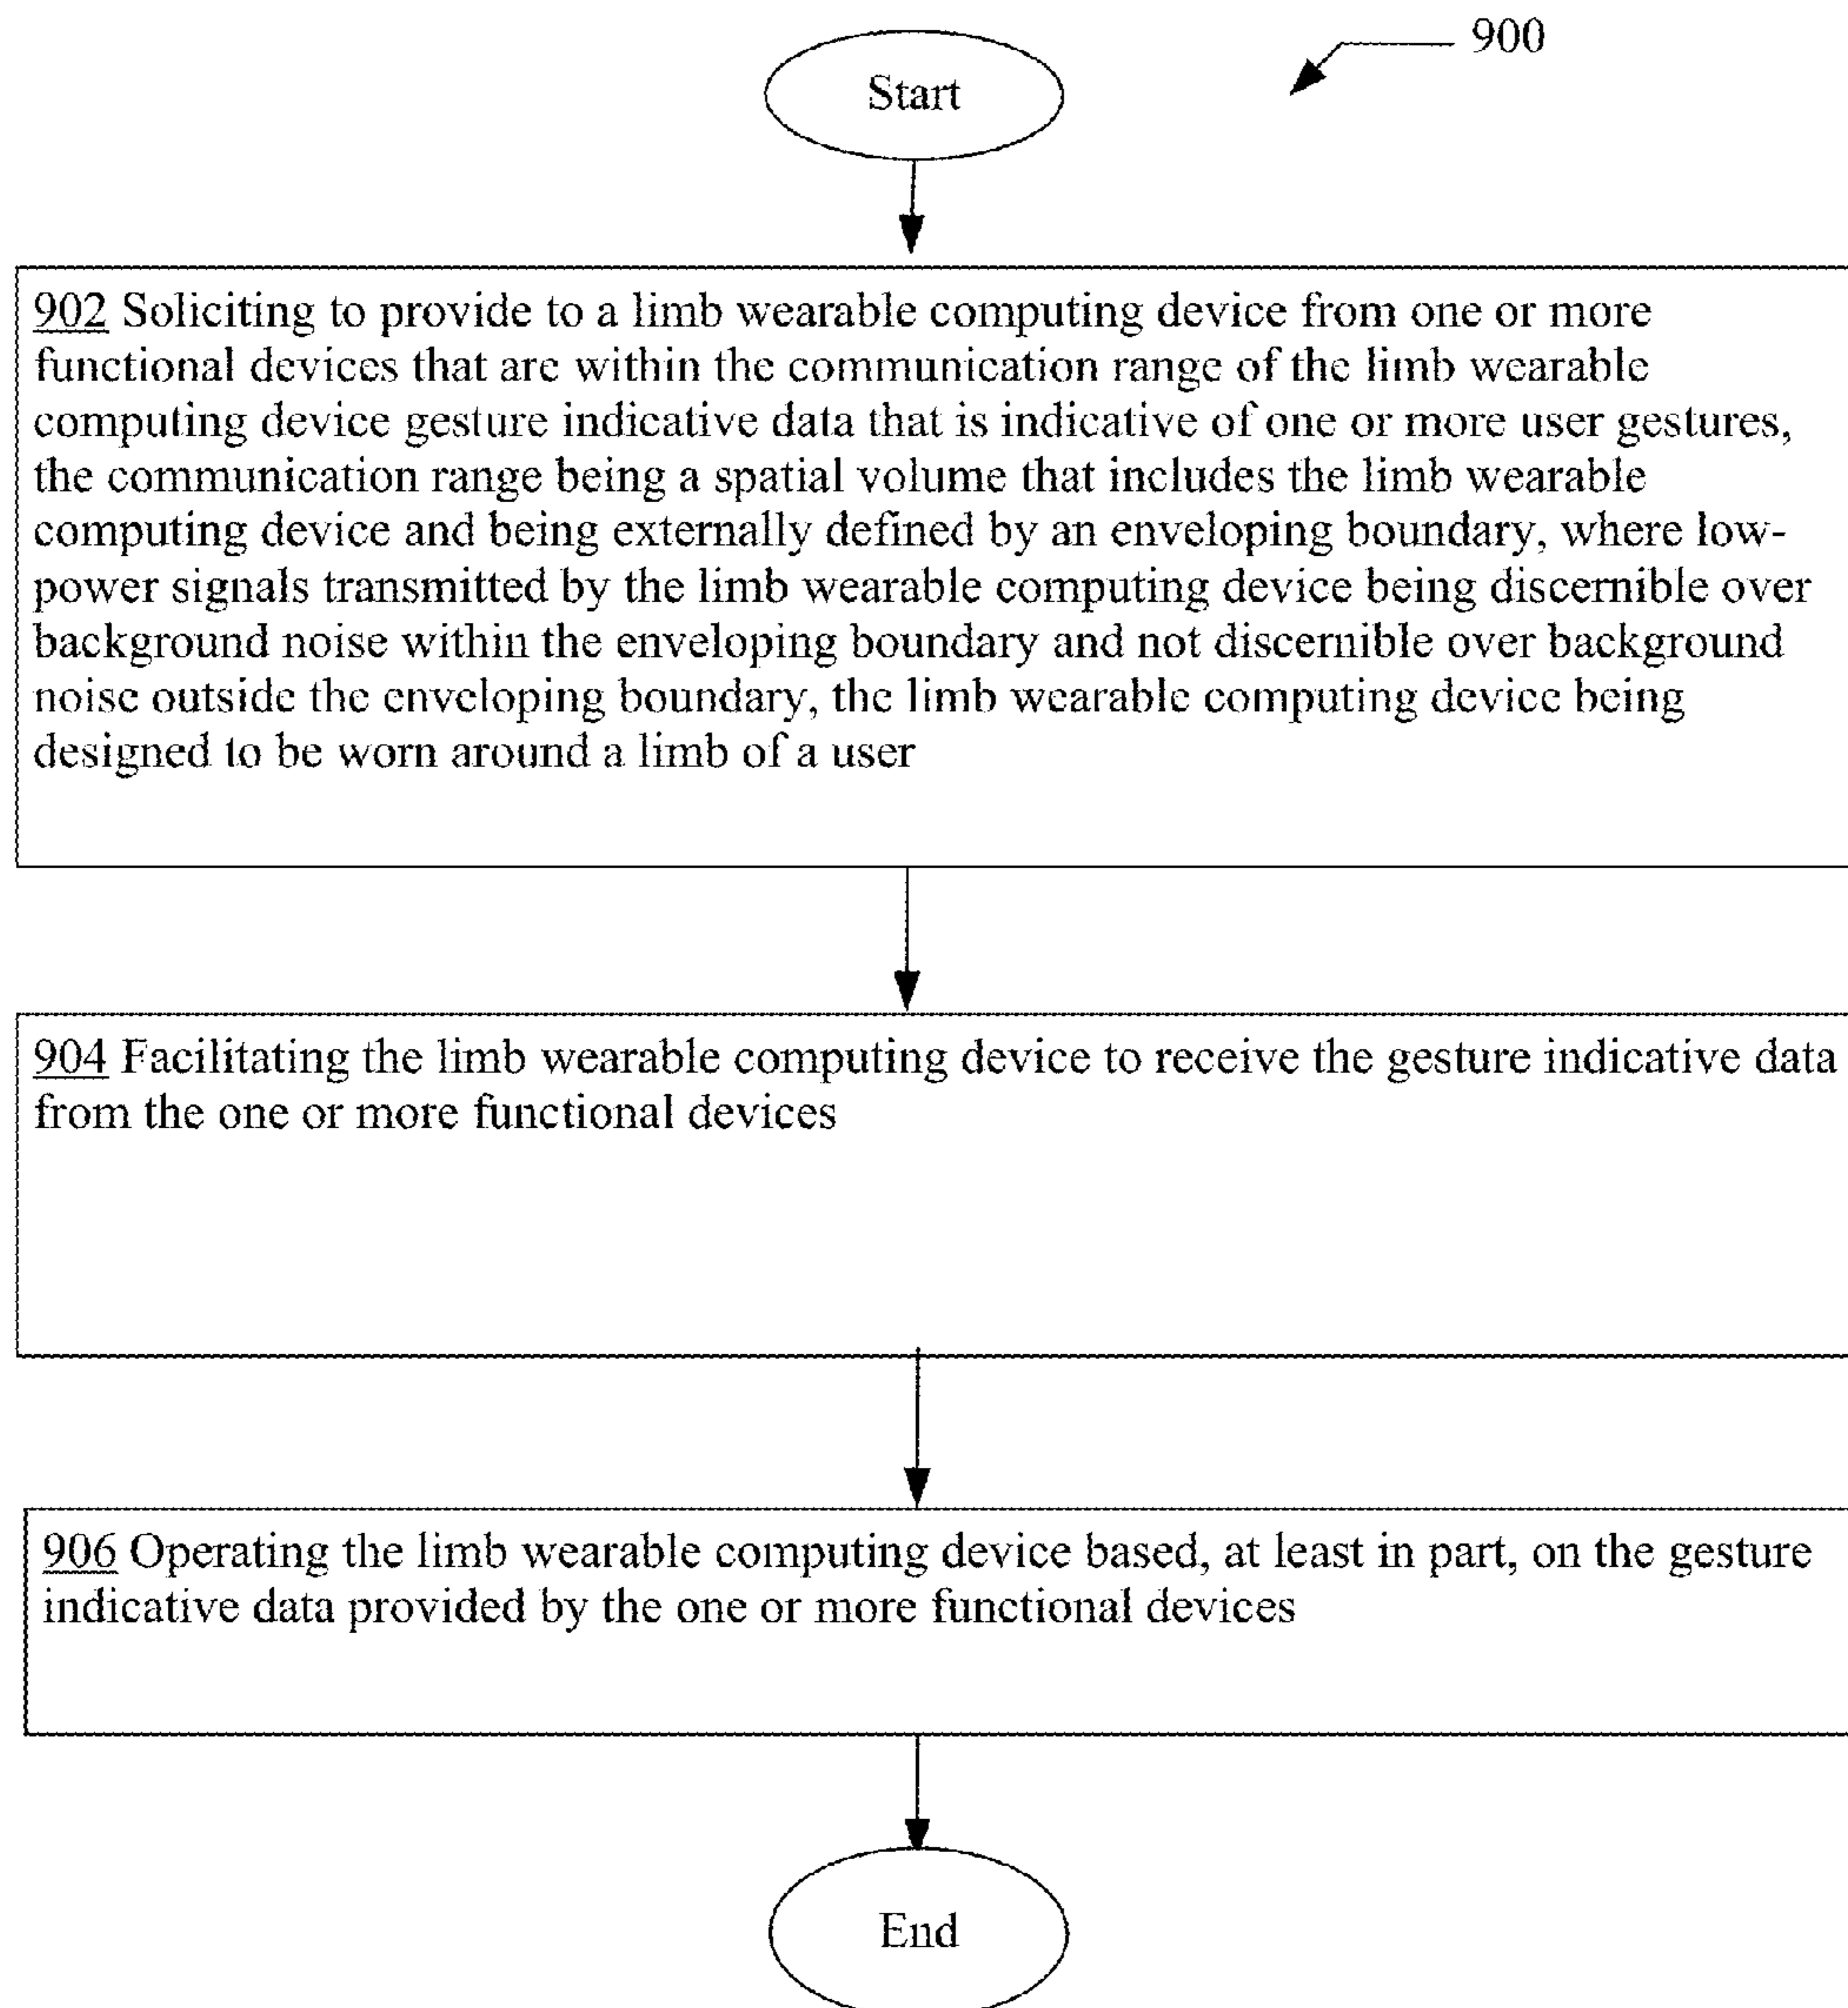 900
Start
902 Soliciting to provide to a limb wearable computing device from one or more
functional devices that are within the communication range of the limb wearable
computing device gesture indicative data that is indicative of one or more user gestures,
the communication range being a spatial volume that includes the limb wearable
computing device and being externally defined by an enveloping boundary, where low-
power signals transmitted by the limb wearable computing device being discernible over
background noise within the enveloping boundary and not discernible over background
noise outside the enveloping boundary, the limb wearable computing device being
designed to be worn around a limb of a user
904 Facilitating the limb wearable computing device to receive the gesture indicative data
from the one or more functional devices
906 Operating the limb wearable computing device based, at least in part, on the gesture
indicative data provided by the one or more functional devices
End